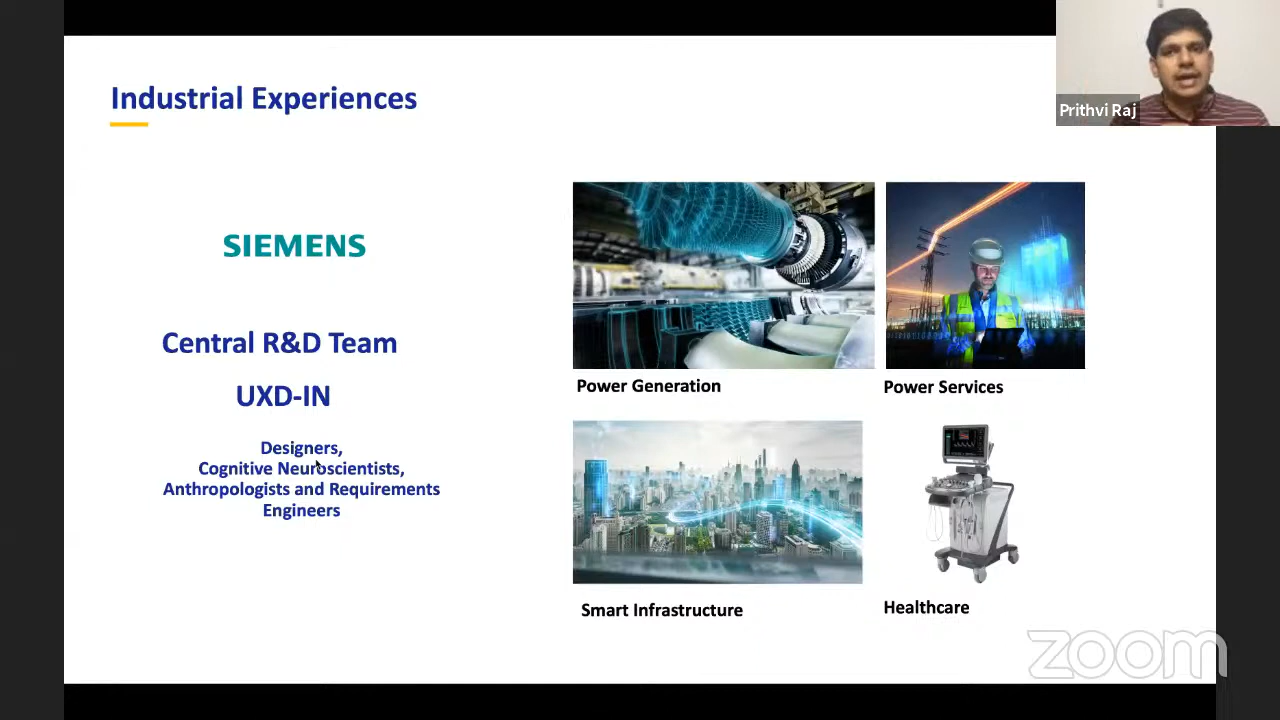 Industrial Experiences
Prithvi Raj
SIEMENS
Central R&D Team
UXD-IN
Designers,
Cognitive Neuroscientists,
Anthropologists and Requirements
Engineers
Power Generation
Power Services
Smart Infrastructure
Healthcare
zoom